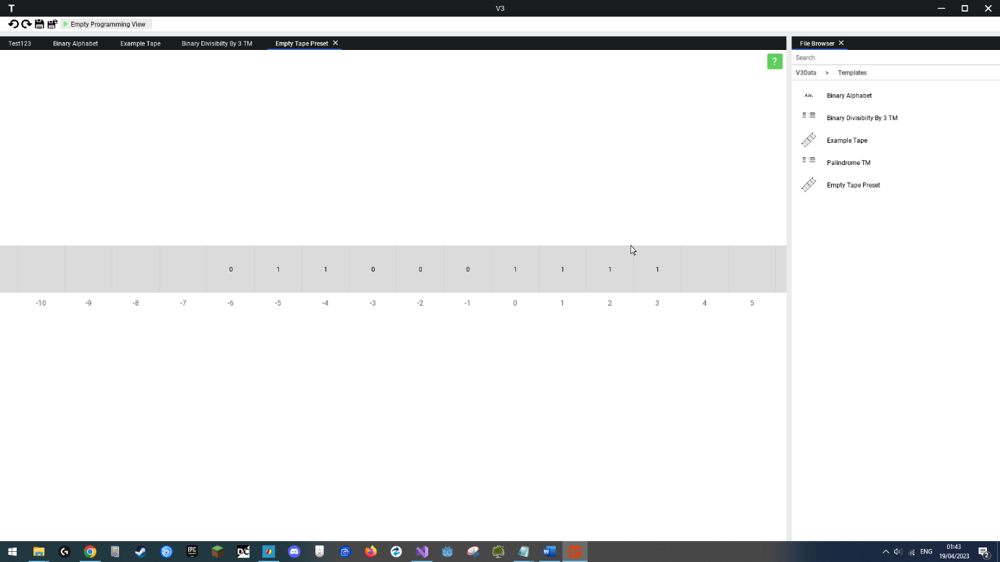 T V3
Empty Programming View
Test123 Binary Alphabet Example Tape Binary Divisibilty By 3 TM Empty Tape Preset
File Browser
?
Search:
V3Data > Templates
Abc
Binary Alphabet
Binary Divisibilty By 3 TM
Example Tape
Palindrome TM
Empty Tape Preset
0 1 1 0 0 0 1 1 1 1
-10 -9 -8 -7 -6 -5 -4 -3 -2 -1 0 1 2 3 4 5
EPIC DC W ENG 01:43
19/04/2023 2